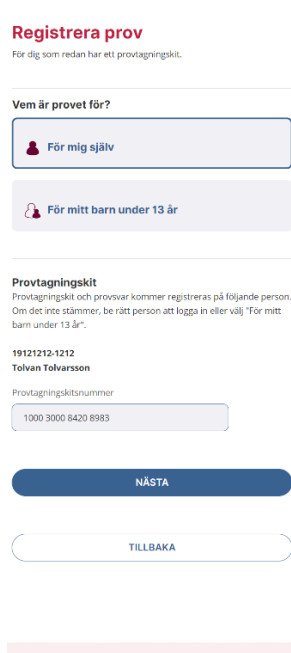 Registrera prov
För dig som redan har ett provtagningskit.
Vem är provet för?
För mig själv
För mitt barn under 13 år
Provtagningskit
Provtagningskit och provsvar kommer registreras på följande person.
Om det inte stämmer, be rätt person att logga in eller välj "För mitt
barn under 13 år".
19121212-1212
Tolvan Tolvarsson
Provtagningskitsnummer
1000 3000 8420 8983
NÄSTA
TILLBAKA